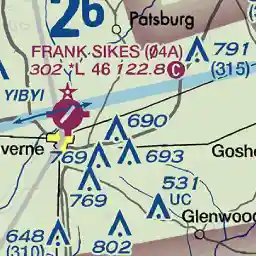 2⁶
Patsburg
FRANK SIKES (04A)
302 *L 46 122.8 C
791
(315)
YIBYI
690
verne
769
693
Goshe
769
531
UC
648
(310)
802
Glenwood